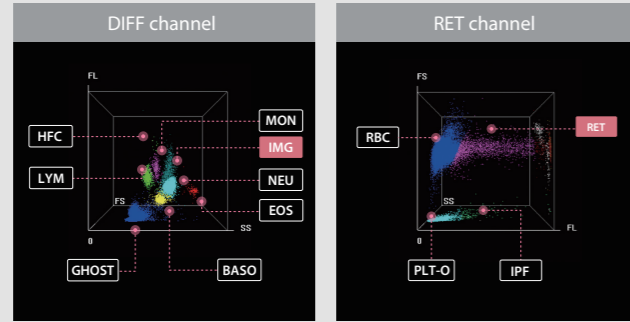 DIFF channel
FL
HFC
MON
IMG
LYM
NEU
FS
EOS
SS
0
GHOST
BASO
RET channel
FS
RBC
RET
SS
FL
0
PLT-O
IPF